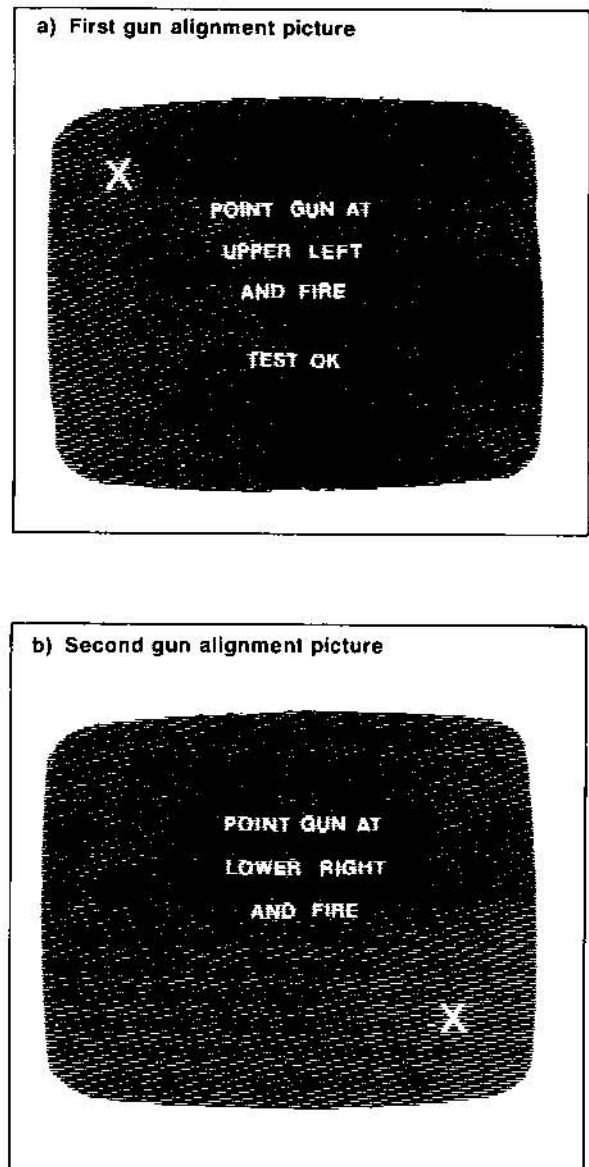 a) First gun alignment picture
X
POINT GUN AT
UPPER LEFT
AND FIRE
TEST OK
b) Second gun alignment picture
POINT GUN AT
LOWER RIGHT
AND FIRE
X